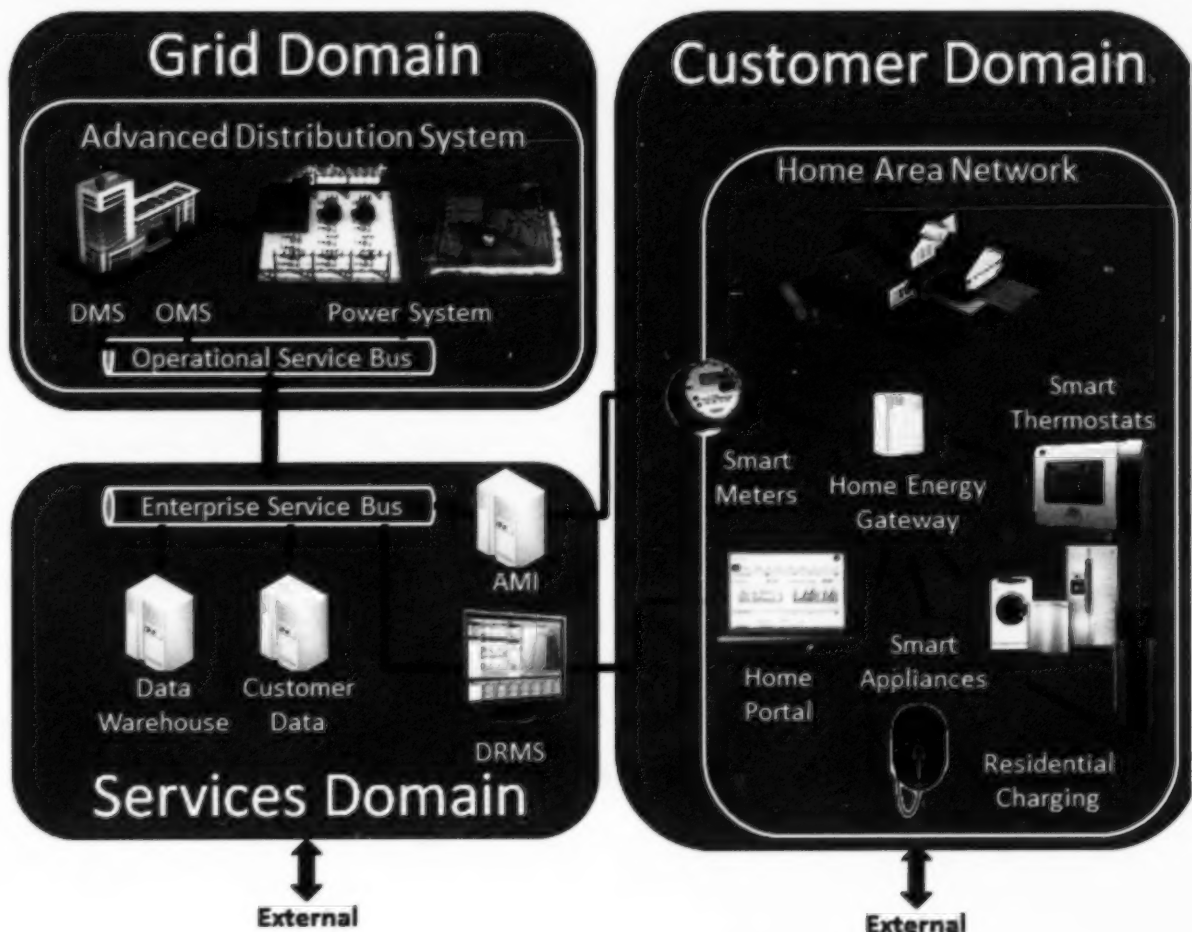 Grid Domain
Advanced Distribution System
DMS OMS Power System
Operational Service Bus
Enterprise Service Bus
AMI
Data
Warehouse
Customer
Data
DRMS
Services Domain
External
Customer Domain
Home Area Network
Smart
Meters
Home Energy
Gateway
Smart
Thermostats
Home
Portal
Smart
Appliances
Residential
Charging
External